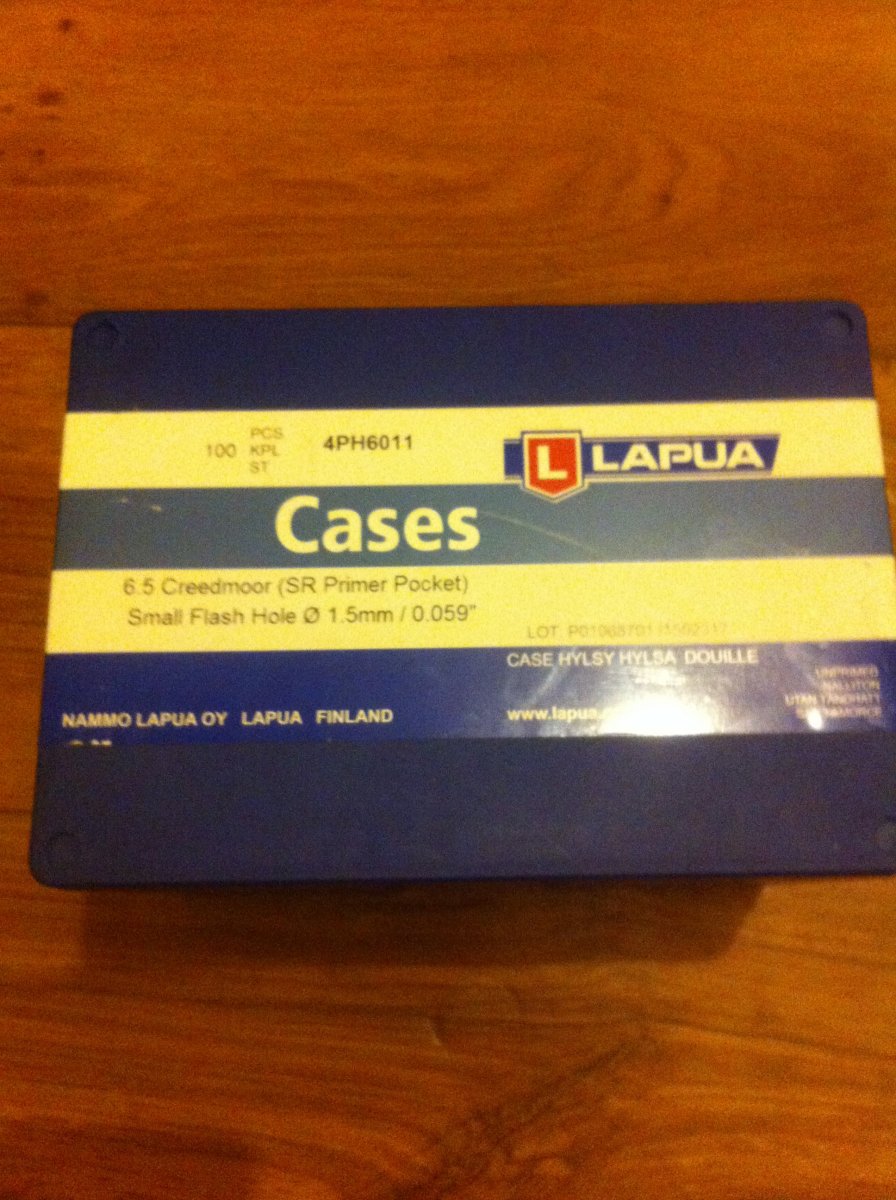 100 PCS 4PH6011
KPL
ST
L LAPUA
Cases
6.5 Creedmoor (SR Primer Pocket)
Small Flash Hole Ø 1.5mm / 0.059"
LOT
CASE HYLSY HYLSA DOUILLE
NAMMO LAPUA OY LAPUA FINLAND
www.lapua.